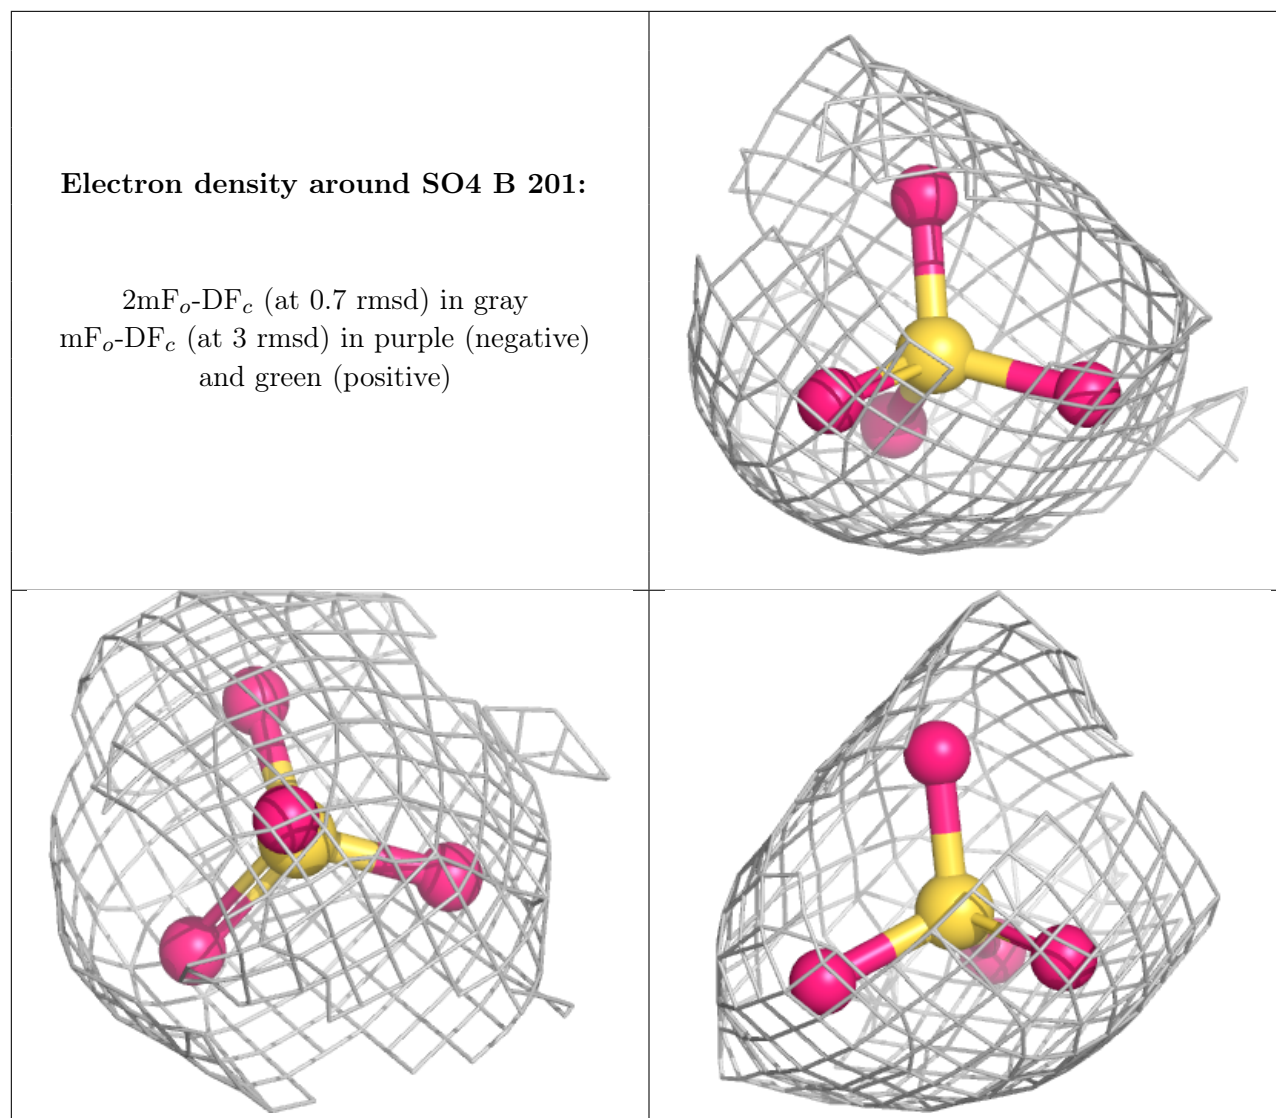 Electron density around SO4 B 201:
2mFo-DFc (at 0.7 rmsd) in gray
mFo-DFc (at 3 rmsd) in purple (negative)
and green (positive)